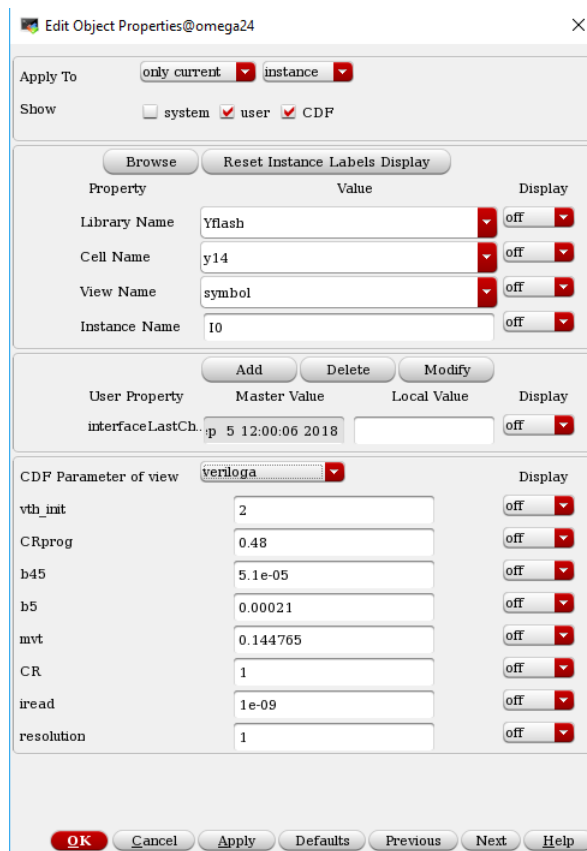 Edit Object Properties@omega24
Apply To only current instance
Show system user CDF
Browse Reset Instance Labels Display
Property Value Display
Library Name Yflash off
Cell Name y14 off
View Name symbol off
Instance Name I0 off
Add Delete Modify
User Property Master Value Local Value Display
interfaceLastCh.. ep 5 12:00:06 2018 off
CDF Parameter of view veriloga Display
vth_init 2 off
CRprog 0.48 off
b45 5.1e-05 off
b5 0.00021 off
mvt 0.144765 off
CR 1 off
iread 1e-09 off
resolution 1 off
OK Cancel Apply Defaults Previous Next Help